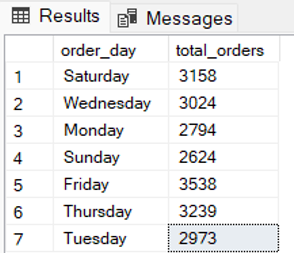 Results Messages
order_day total_orders
1 Saturday 3158
2 Wednesday 3024
3 Monday 2794
4 Sunday 2624
5 Friday 3538
6 Thursday 3239
7 Tuesday 2973